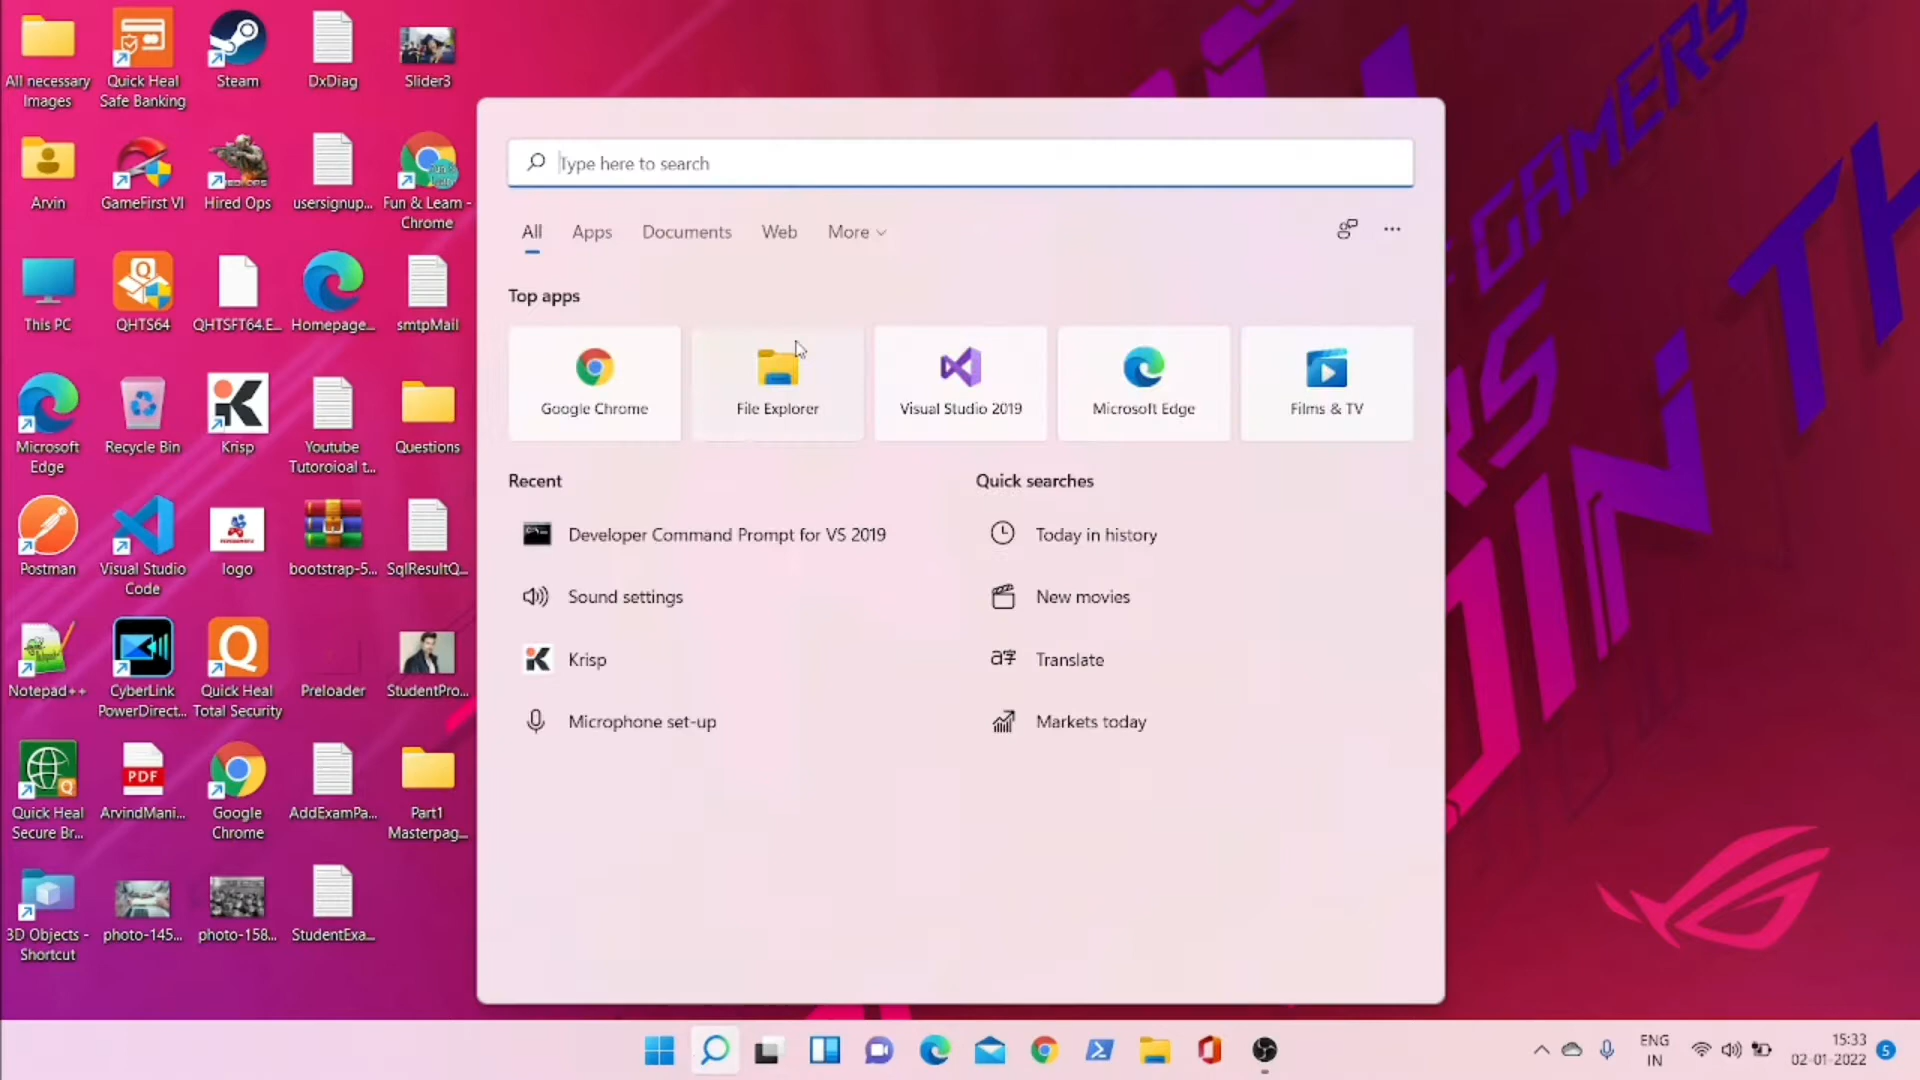 All necessary
Images
Quick Heal
Safe Banking
Steam
DxDiag
Slider3
Arvin
GameFirst VI
Hired Ops
usersignup...
Fun & Learn -
Chrome
This PC
QHTS64
QHTSFT64.E...
Homepage...
smtpMail
Microsoft
Edge
Recycle Bin
Krisp
Youtube
Tutoroioal t...
Questions
Postman
Visual Studio
Code
logo
bootstrap-5...
SqlResultQ...
Notepad++
CyberLink
PowerDirect...
Quick Heal
Total Security
Preloader
StudentPro...
Quick Heal
Secure Br...
PDF
ArvindMani...
Google
Chrome
AddExamPa...
Part1
Masterpag...
3D Objects -
Shortcut
photo-145...
photo-158...
StudentExa...
Type here to search
All
Apps
Documents
Web
More
Top apps
Google Chrome
File Explorer
Visual Studio 2019
Microsoft Edge
Films & TV
Recent
Developer Command Prompt for VS 2019
Sound settings
Krisp
Microphone set-up
Quick searches
Today in history
New movies
Translate
Markets today
GAMERS
ENG
IN
15:33
02-01-2022
5